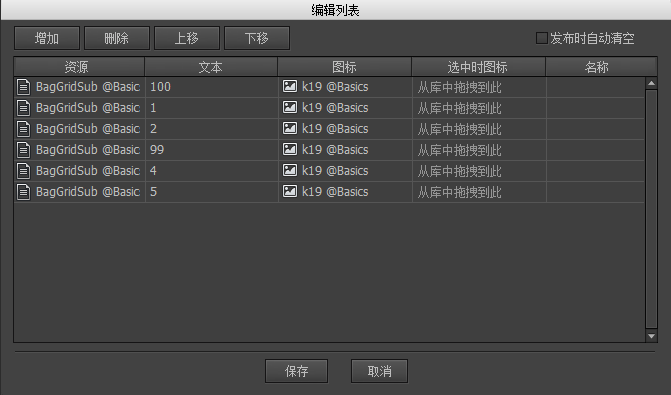 编辑列表
增加 删除 上移 下移 发布时自动清空
资源 文本 图标 选中时图标 名称
BagGridSub @Basic 100 k19 @Basics 从库中拖拽到此
BagGridSub @Basic 1 k19 @Basics 从库中拖拽到此
BagGridSub @Basic 2 k19 @Basics 从库中拖拽到此
BagGridSub @Basic 99 k19 @Basics 从库中拖拽到此
BagGridSub @Basic 4 k19 @Basics 从库中拖拽到此
BagGridSub @Basic 5 k19 @Basics 从库中拖拽到此
保存 取消